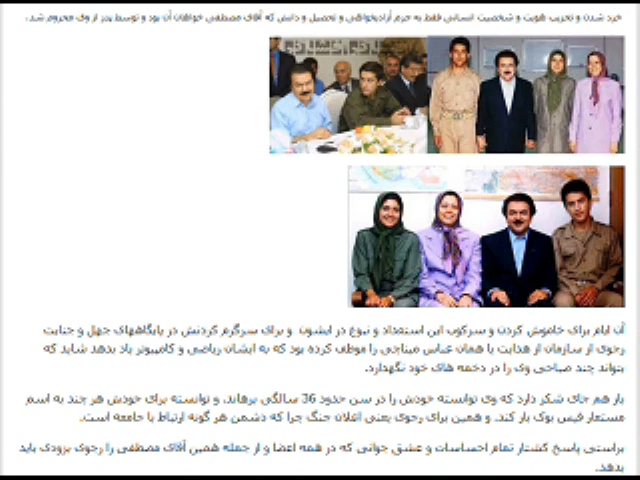 خرد شدن و تخریب هویت و شخصیت انسانی فقط به جرم آزادیخواهی و تحصیل و دانش که آقای مصطفی خواهان آن بود و توسط پدر از وی محروم شد.
آن ایام برای خاموش کردن و سرکوب این استعداد و نبوغ در ایشون و برای سرگرم کردنش در پایگاههای جهل و جنایت
رجوی از سازمان از هدایت یا همان عباس میناچی را موظف کرده بود که به ایشان ریاضی و کامپیوتر یاد بدهد شاید که
بتواند چند صباحی وی را در دخمه های خود نگهدارد.
باز هم جای شکر دارد که وی توانسته خودش را در سن حدود 36 سالگی برهاند، و توانسته برای خودش هر چند به اسم
مستعار فیس بوک باز کند. و همین برای رجوی یعنی اعلان جنگ چرا که دشمن هر گونه ارتباط با جامعه است.
براستی پاسخ کشتار تمام احساسات و عشق جوانی که در همه اعضا و از جمله همین آقای مصطفی را رجوی بزودی باید
بدهد.